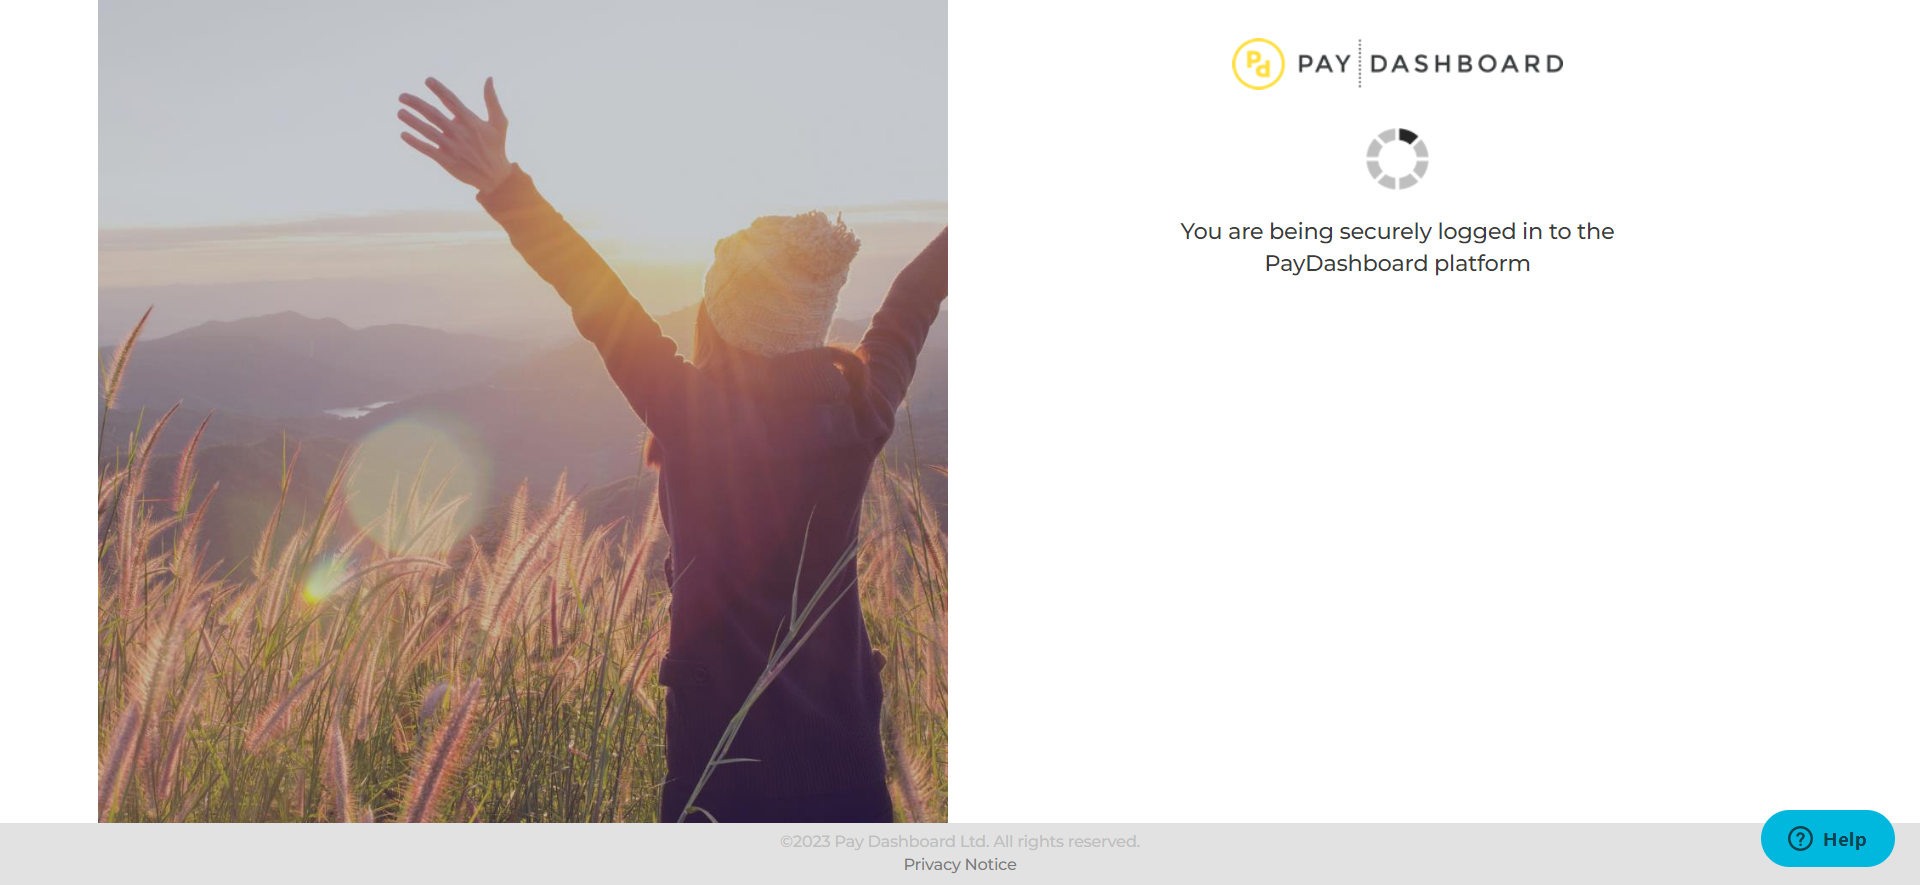 Pd PAY DASHBOARD
You are being securely logged in to the
PayDashboard platform
©2023 Pay Dashboard Ltd. All rights reserved.
Privacy Notice
Help